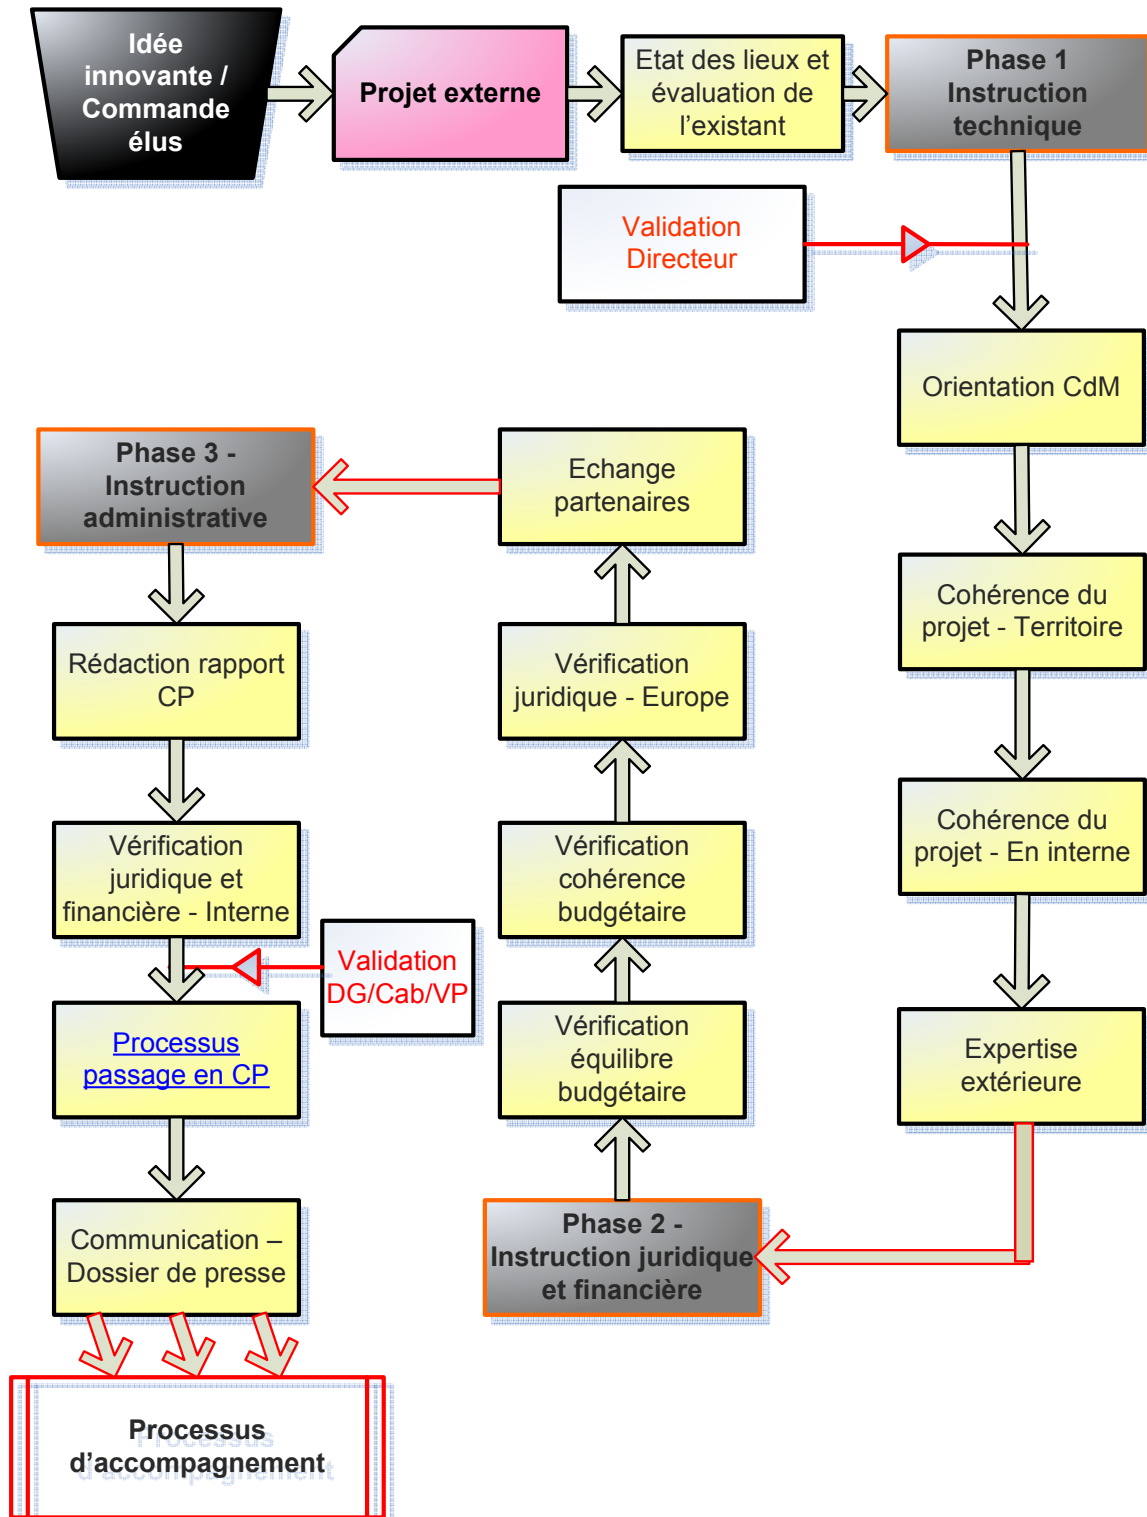 Idée
innovante /
Commande
élus
Projet externe
Etat des lieux et
évaluation de
l’existant
Phase 1
Instruction
technique
Validation
Directeur
Orientation CdM
Cohérence du
projet - Territoire
Cohérence du
projet - En interne
Expertise
extérieure
Phase 2 -
Instruction juridique
et financière
Vérification
équilibre
budgétaire
Vérification
cohérence
budgétaire
Vérification
juridique - Europe
Echange
partenaires
Phase 3 -
Instruction
administrative
Rédaction rapport
CP
Vérification
juridique et
financière - Interne
Validation
DG/Cab/VP
Processus
passage en CP
Communication –
Dossier de presse
Processus
d’accompagnement